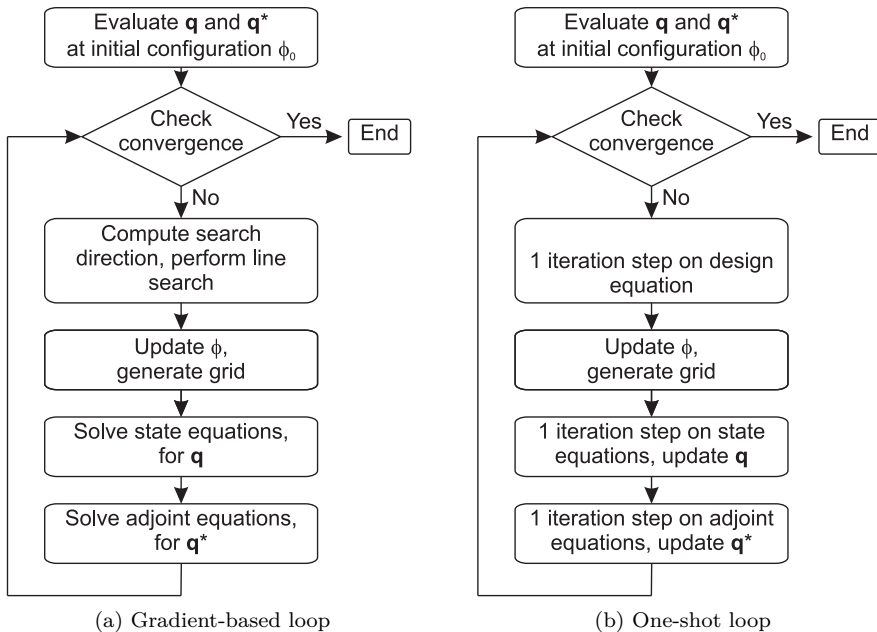 Evaluate q and q*
at initial configuration ϕ₀
Check
convergence
Yes
End
No
Compute search
direction, perform line
search
Update ϕ,
generate grid
Solve state equations,
for q
Solve adjoint equations,
for q*
(a) Gradient-based loop
Evaluate q and q*
at initial configuration ϕ₀
Check
convergence
Yes
End
No
1 iteration step on design
equation
Update ϕ,
generate grid
1 iteration step on state
equations, update q
1 iteration step on adjoint
equations, update q*
(b) One-shot loop